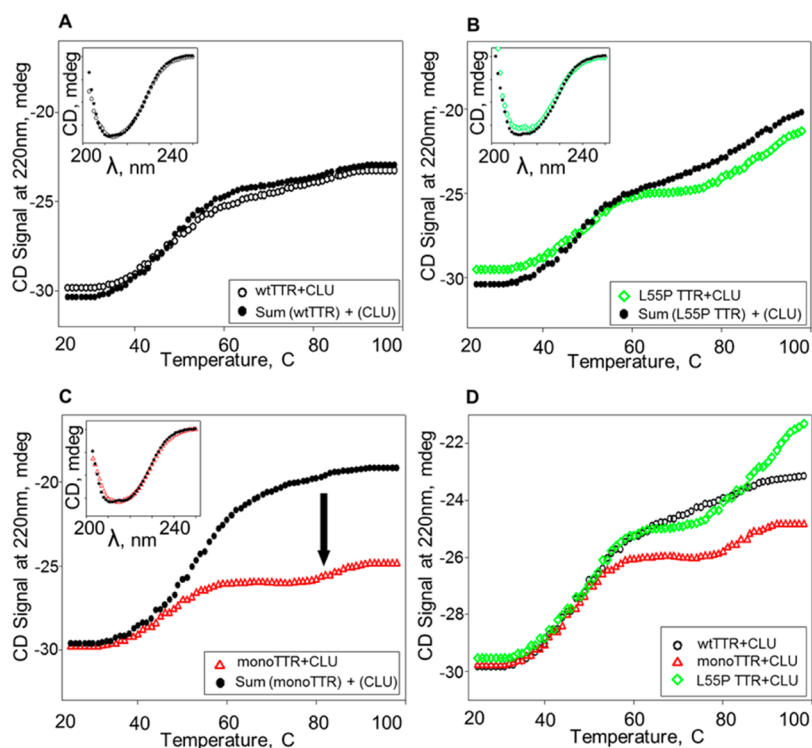 A
CD Signal at 220nm, mdeg
-20
-25
-30
CD, mdeg
200 240
λ, nm
wtTTR+CLU
Sum (wtTTR) + (CLU)
20 40 60 80 100
Temperature, C
B
CD Signal at 220nm, mdeg
-20
-25
-30
CD, mdeg
200 240
λ, nm
L55P TTR+CLU
Sum (L55P TTR) + (CLU)
20 40 60 80 100
Temperature, C
C
CD Signal at 220nm, mdeg
-20
-25
-30
CD, mdeg
200 240
λ, nm
monoTTR+CLU
Sum (monoTTR) + (CLU)
20 40 60 80 100
Temperature, C
D
CD Signal at 220nm, mdeg
-22
-24
-26
-28
-30
wtTTR+CLU
monoTTR+CLU
L55P TTR+CLU
20 40 60 80 100
Temperature, C